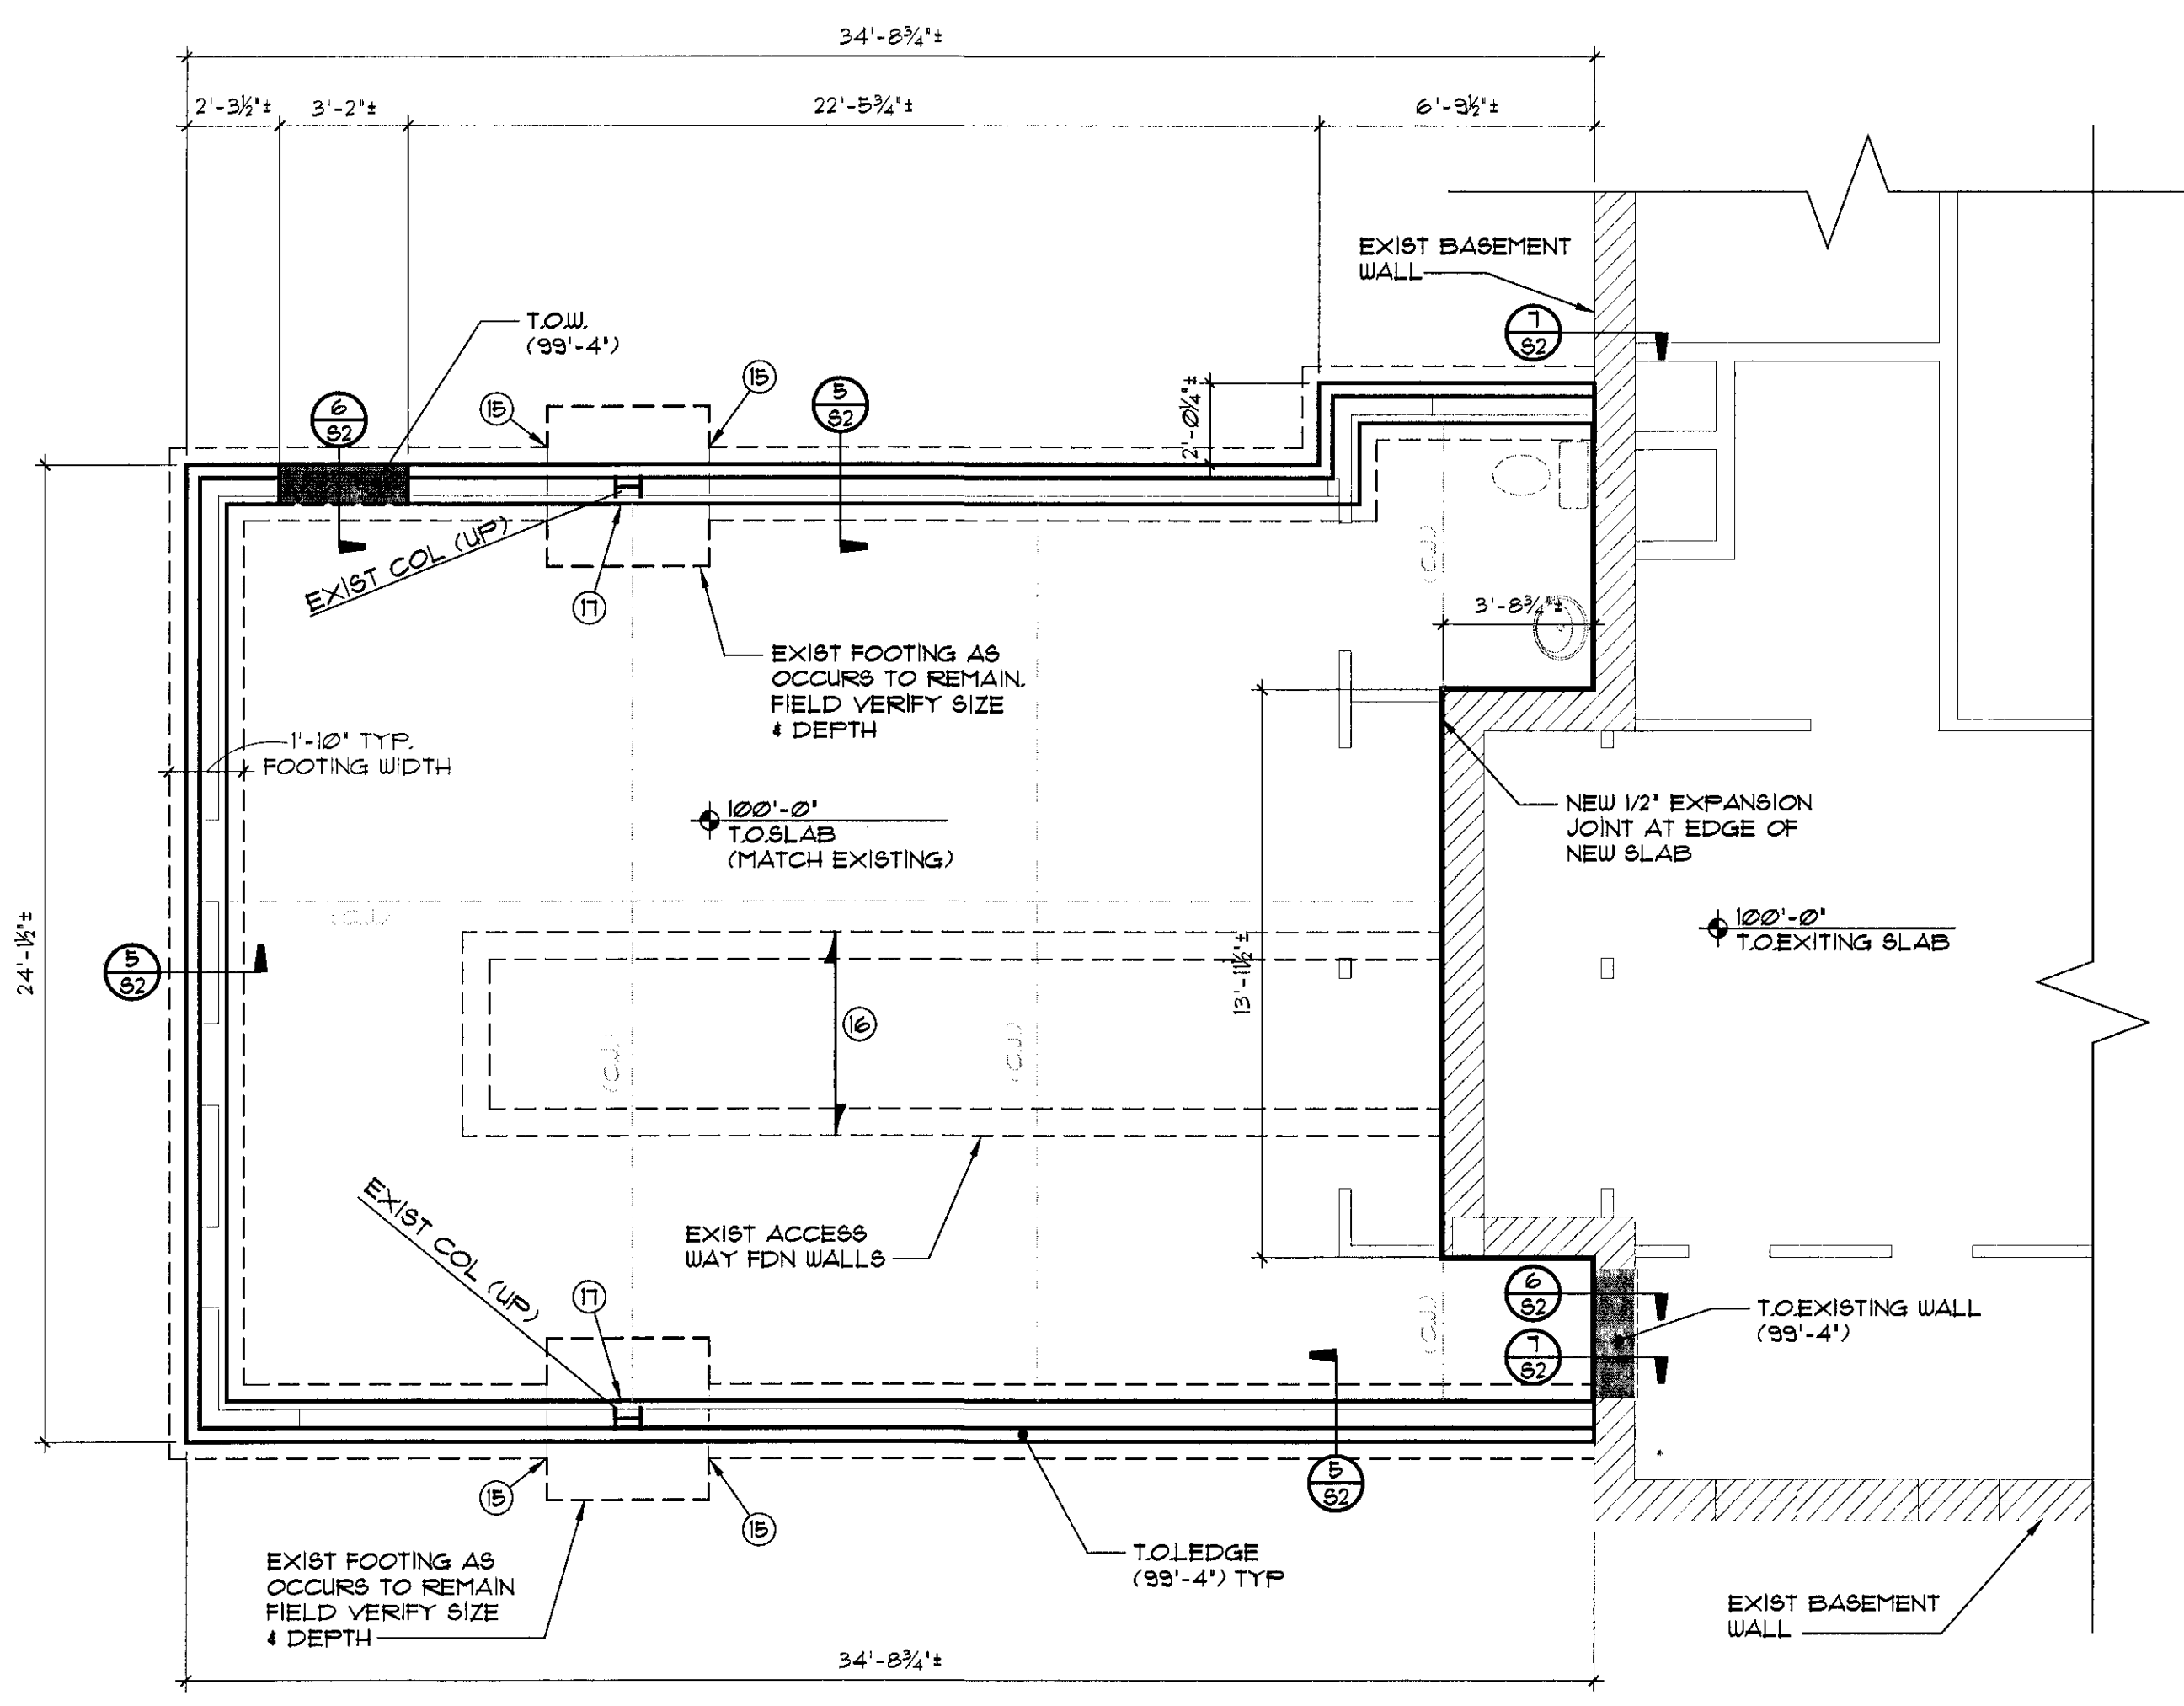 34'-8¾"±
2'-3½"±
3'-2"±
22'-5¾"±
6'-9½"±
EXIST BASEMENT
WALL
7
S2
T.O.W.
(99'-4")
15
15
6
S2
5
S2
2'-0¼"±
EXIST COL (UP)
17
(CJ)
3'-8¾"±
EXIST FOOTING AS
OCCURS TO REMAIN.
FIELD VERIFY SIZE
& DEPTH
1'-10" TYP.
FOOTING WIDTH
100'-0"
T.O.SLAB
(MATCH EXISTING)
NEW 1/2" EXPANSION
JOINT AT EDGE OF
NEW SLAB
(CJ)
100'-0"
T.O.EXITING SLAB
24'-1½"±
5
S2
13'-11½"±
16
(CJ)
(CJ)
EXIST ACCESS
WAY FDN WALLS
EXIST COL (UP)
17
6
S2
7
S2
(CJ)
T.O.EXISTING WALL
(99'-4")
15
15
5
S2
EXIST FOOTING AS
OCCURS TO REMAIN
FIELD VERIFY SIZE
& DEPTH
T.O.LEDGE
(99'-4") TYP
EXIST BASEMENT
WALL
34'-8¾"±